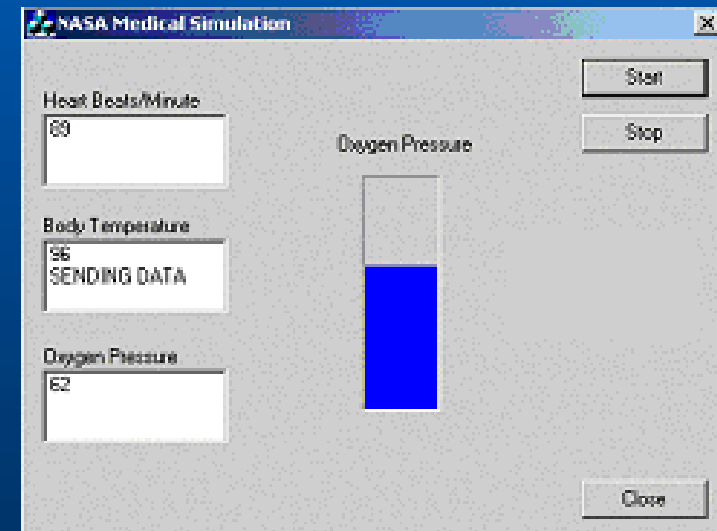 NASA Medical Simulation
Start
Heart Beats/Minute
89
Stop
Oxygen Pressure
Body Temperature
96
SENDING DATA
Oxygen Pressure
62
Close